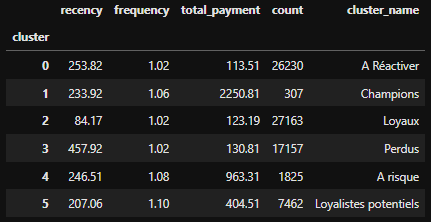 recency frequency total_payment count cluster_name
cluster
0 253.82 1.02 113.51 26230 A Réactiver
1 233.92 1.06 2250.81 307 Champions
2 84.17 1.02 123.19 27163 Loyaux
3 457.92 1.02 130.81 17157 Perdus
4 246.51 1.08 963.31 1825 A risque
5 207.06 1.10 404.51 7462 Loyalistes potentiels